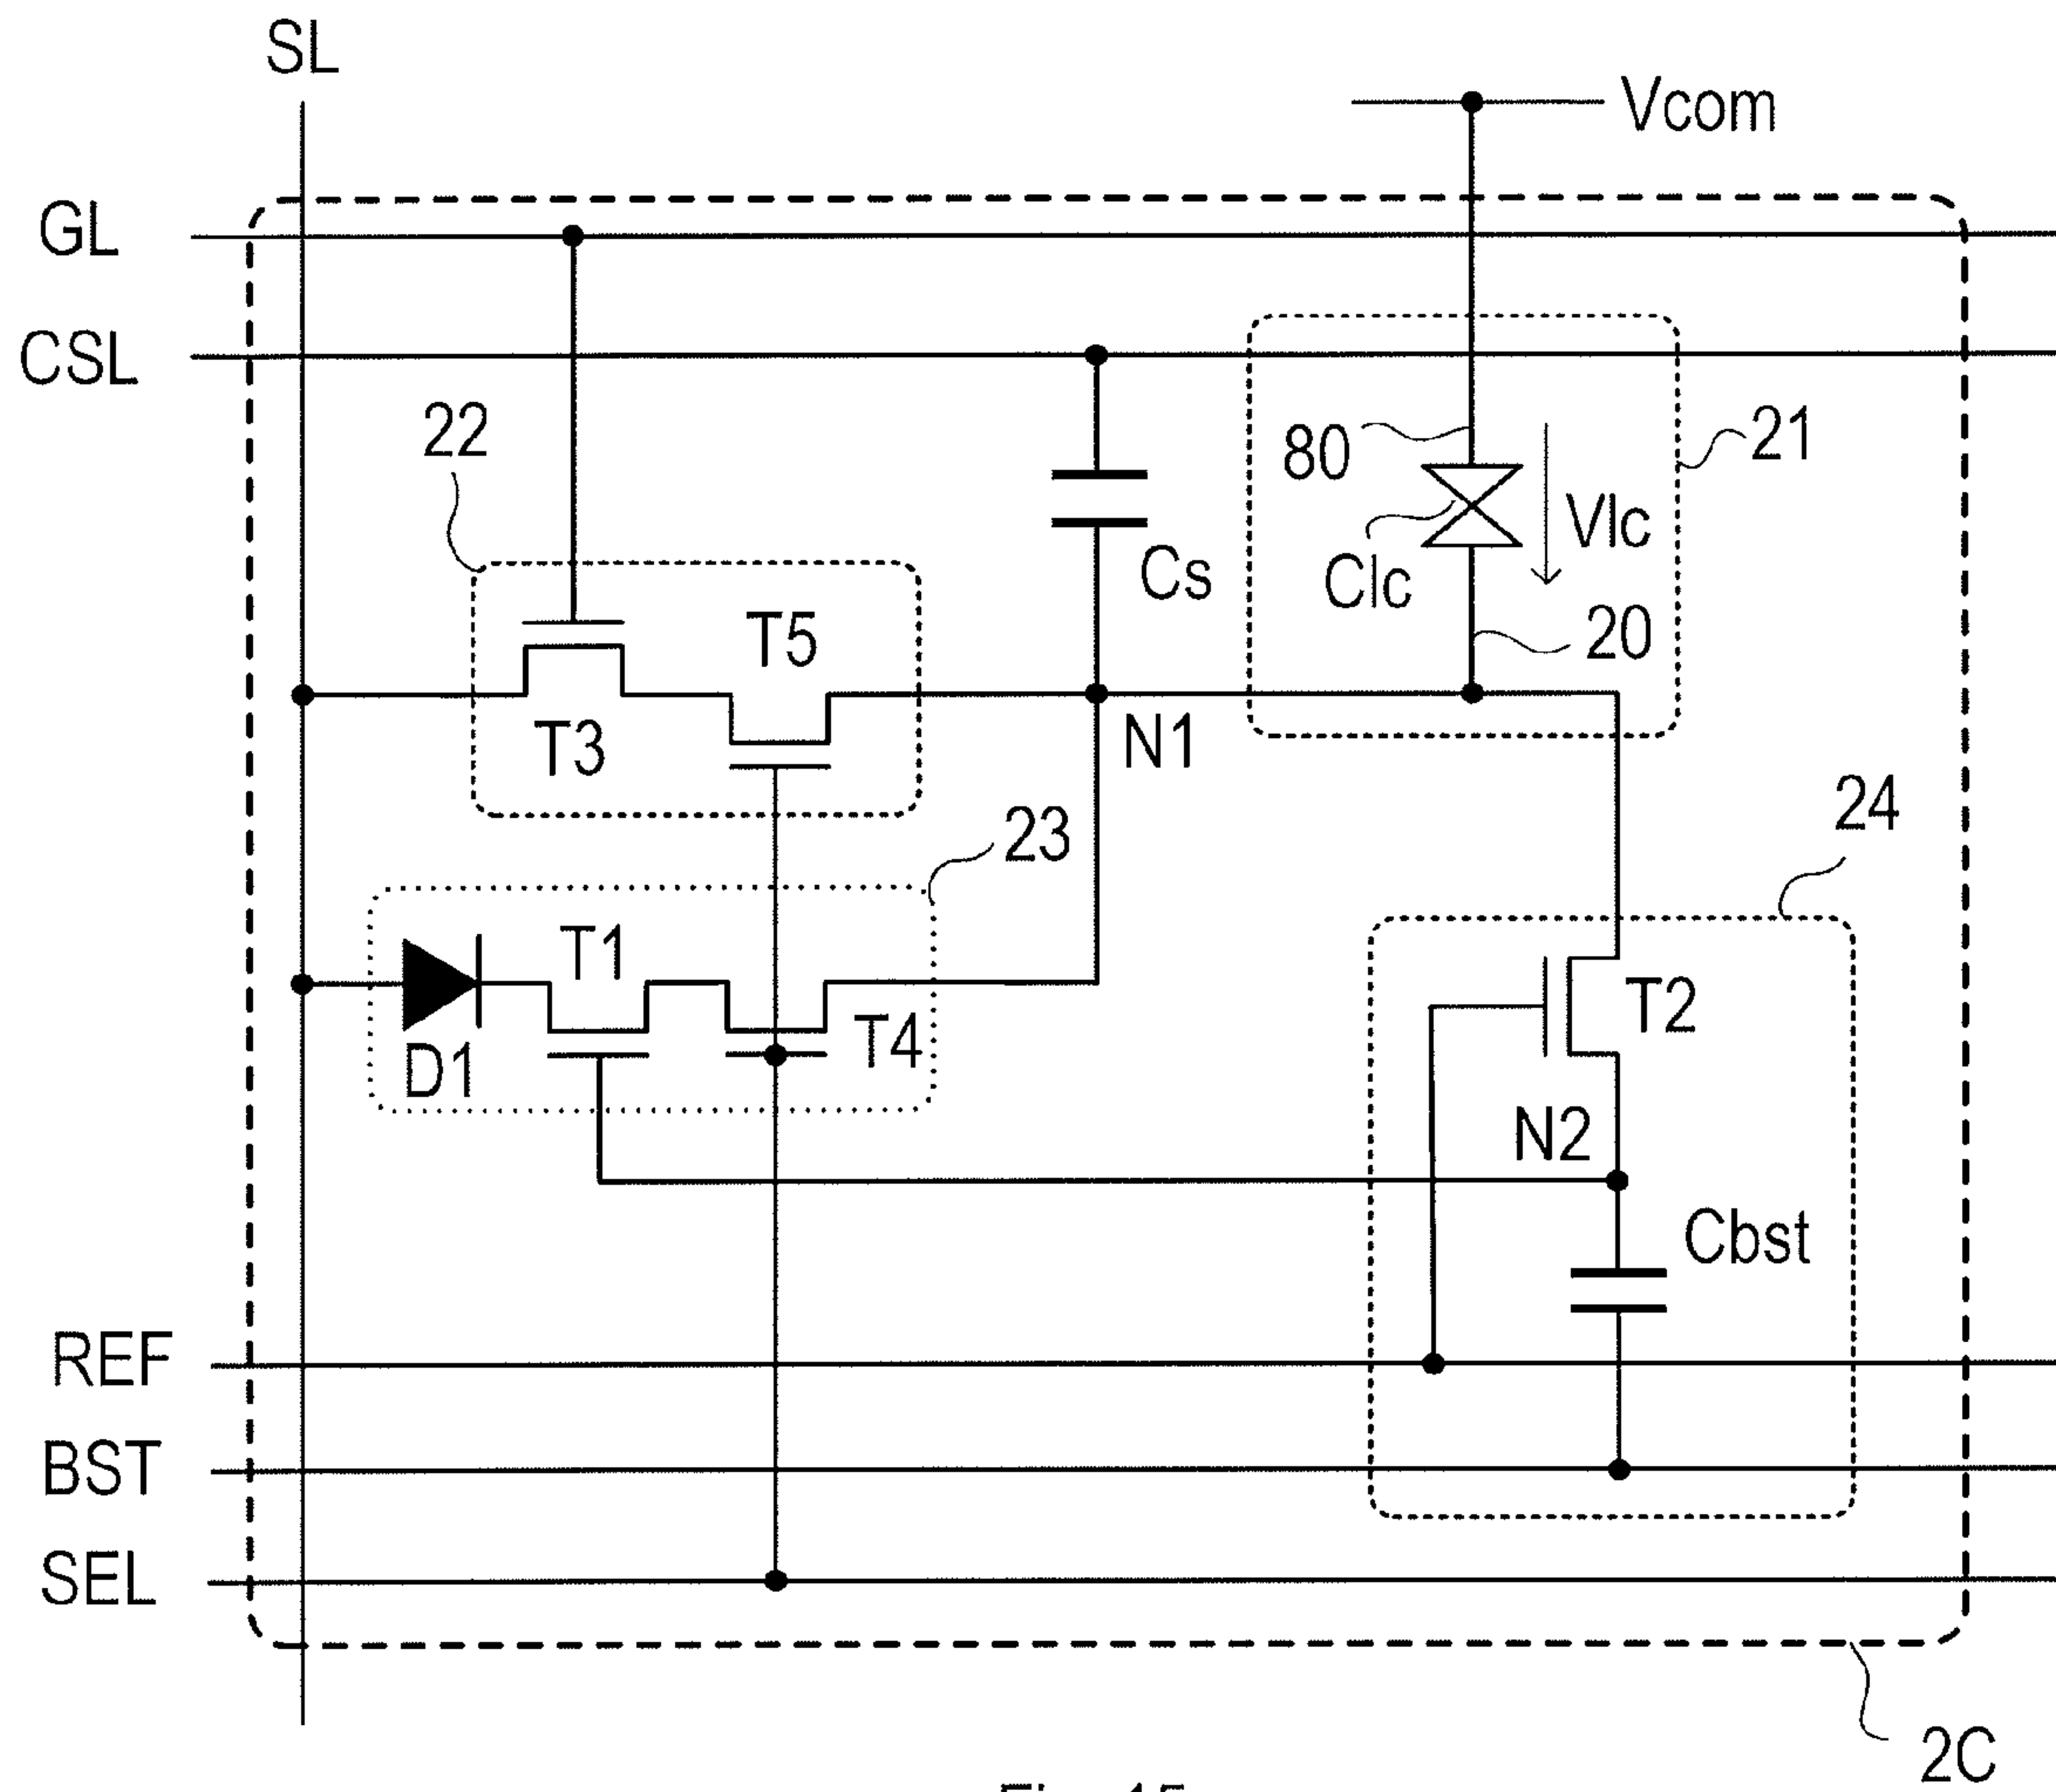 SL
Vcom
GL
CSL
22
80
21
Vlc
Clc
Cs
20
T5
T3
N1
24
23
T1
T2
T4
D1
N2
Cbst
REF
BST
SEL
2C